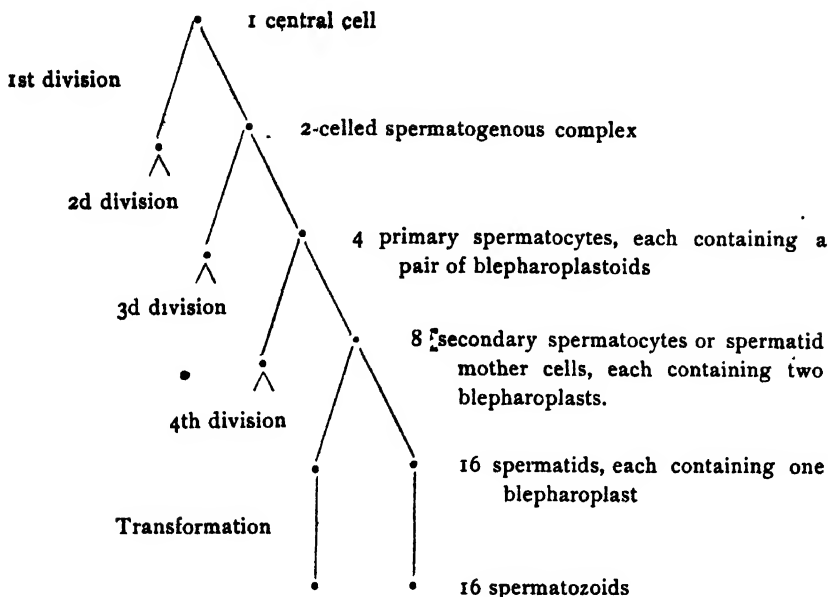 1 central cell
1st division
2-celled spermatogenous complex
2d division
4 primary spermatocytes, each containing a
pair of blepharoplastoids
3d division
8 secondary spermatocytes or spermatid
mother cells, each containing two
blepharoplasts.
4th division
16 spermatids, each containing one
blepharoplast
Transformation
16 spermatozoids